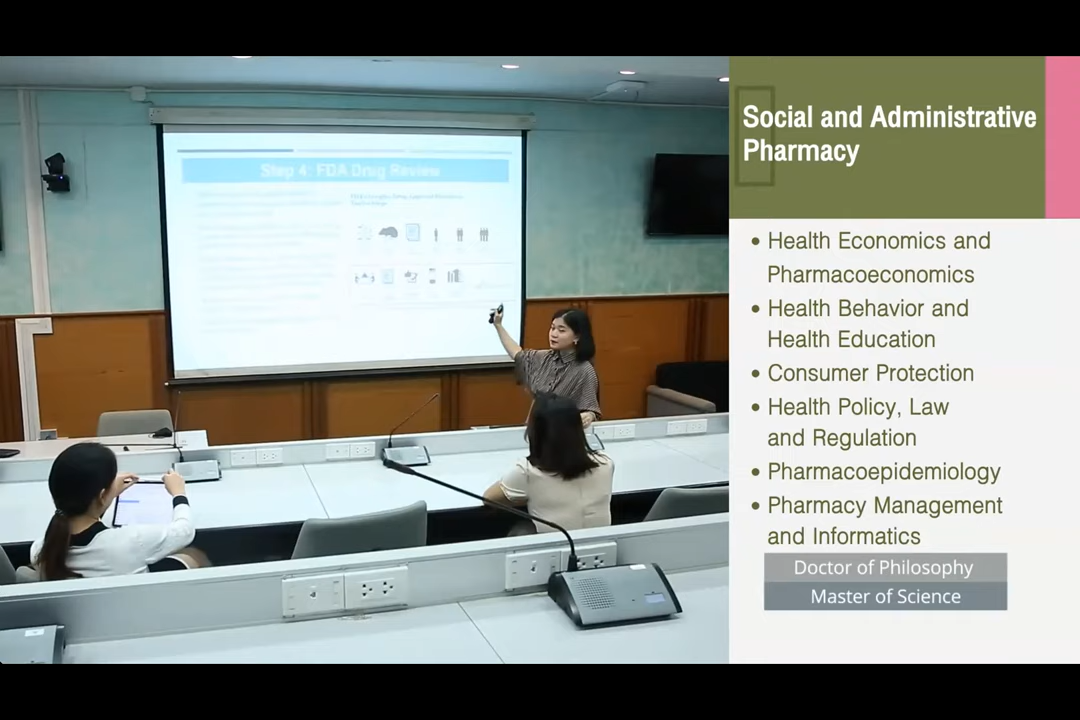 Step 4: FDA Drug Review
Social and Administrative
Pharmacy
• Health Economics and
Pharmacoeconomics
• Health Behavior and
Health Education
• Consumer Protection
• Health Policy, Law
and Regulation
• Pharmacoepidemiology
• Pharmacy Management
and Informatics
Doctor of Philosophy
Master of Science